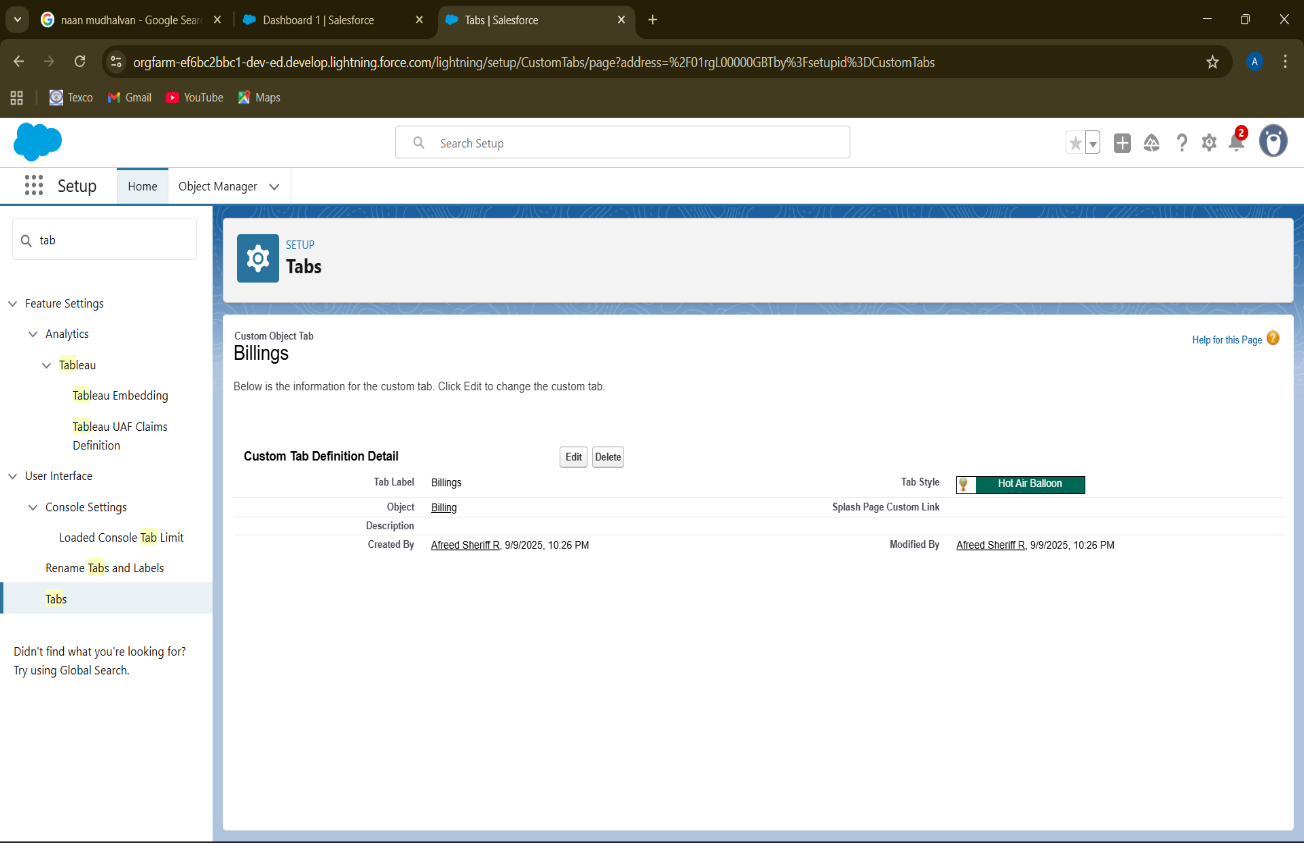 naan mudhalvan - Google Sear
Dashboard 1 | Salesforce
Tabs | Salesforce
orgfarm-ef6bc2bbc1-dev-ed.develop.lightning.force.com/lightning/setup/CustomTabs/page?address=%2F01rgL00000GBTby%3Fsetupid%3DCustomTabs
A
Texco
Gmail
YouTube
Maps
Search Setup
2
Setup
Home
Object Manager
tab
Feature Settings
Analytics
Tableau
Tableau Embedding
Tableau UAF Claims
Definition
User Interface
Console Settings
Loaded Console Tab Limit
Rename Tabs and Labels
Tabs
Didn't find what you're looking for?
Try using Global Search.
SETUP
Tabs
Custom Object Tab
Billings
Help for this Page ?
Below is the information for the custom tab. Click Edit to change the custom tab.
Custom Tab Definition Detail
Edit
Delete
Tab Label Billings
Tab Style Hot Air Balloon
Object Billing
Splash Page Custom Link
Description
Created By Afreed Sheriff R, 9/9/2025, 10:26 PM
Modified By Afreed Sheriff R, 9/9/2025, 10:26 PM